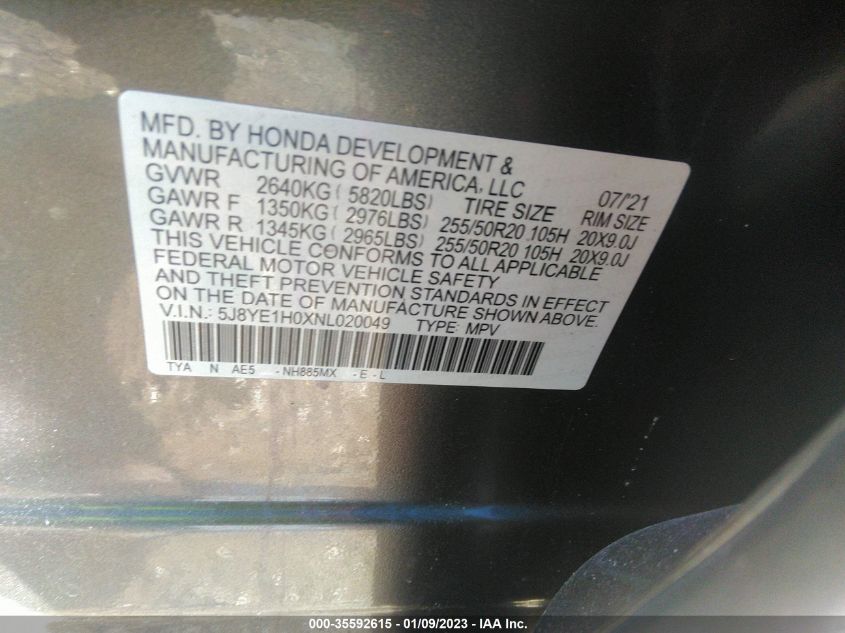 MFD. BY HONDA DEVELOPMENT &
MANUFACTURING OF AMERICA, LLC 07/'21
GVWR 2640KG ( 5820LBS) TIRE SIZE RIM SIZE
GAWR F 1350KG ( 2976LBS) 255/50R20 105H 20X9.0J
GAWR R 1345KG ( 2965LBS) 255/50R20 105H 20X9.0J
THIS VEHICLE CONFORMS TO ALL APPLICABLE
FEDERAL MOTOR VEHICLE SAFETY
AND THEFT PREVENTION STANDARDS IN EFFECT
ON THE DATE OF MANUFACTURE SHOWN ABOVE.
V.I.N.: 5J8YE1H0XNL020049 TYPE: MPV
TYA N AE5 -NH885MX -E-L
000-35592615 - 01/09/2023 - IAA Inc.